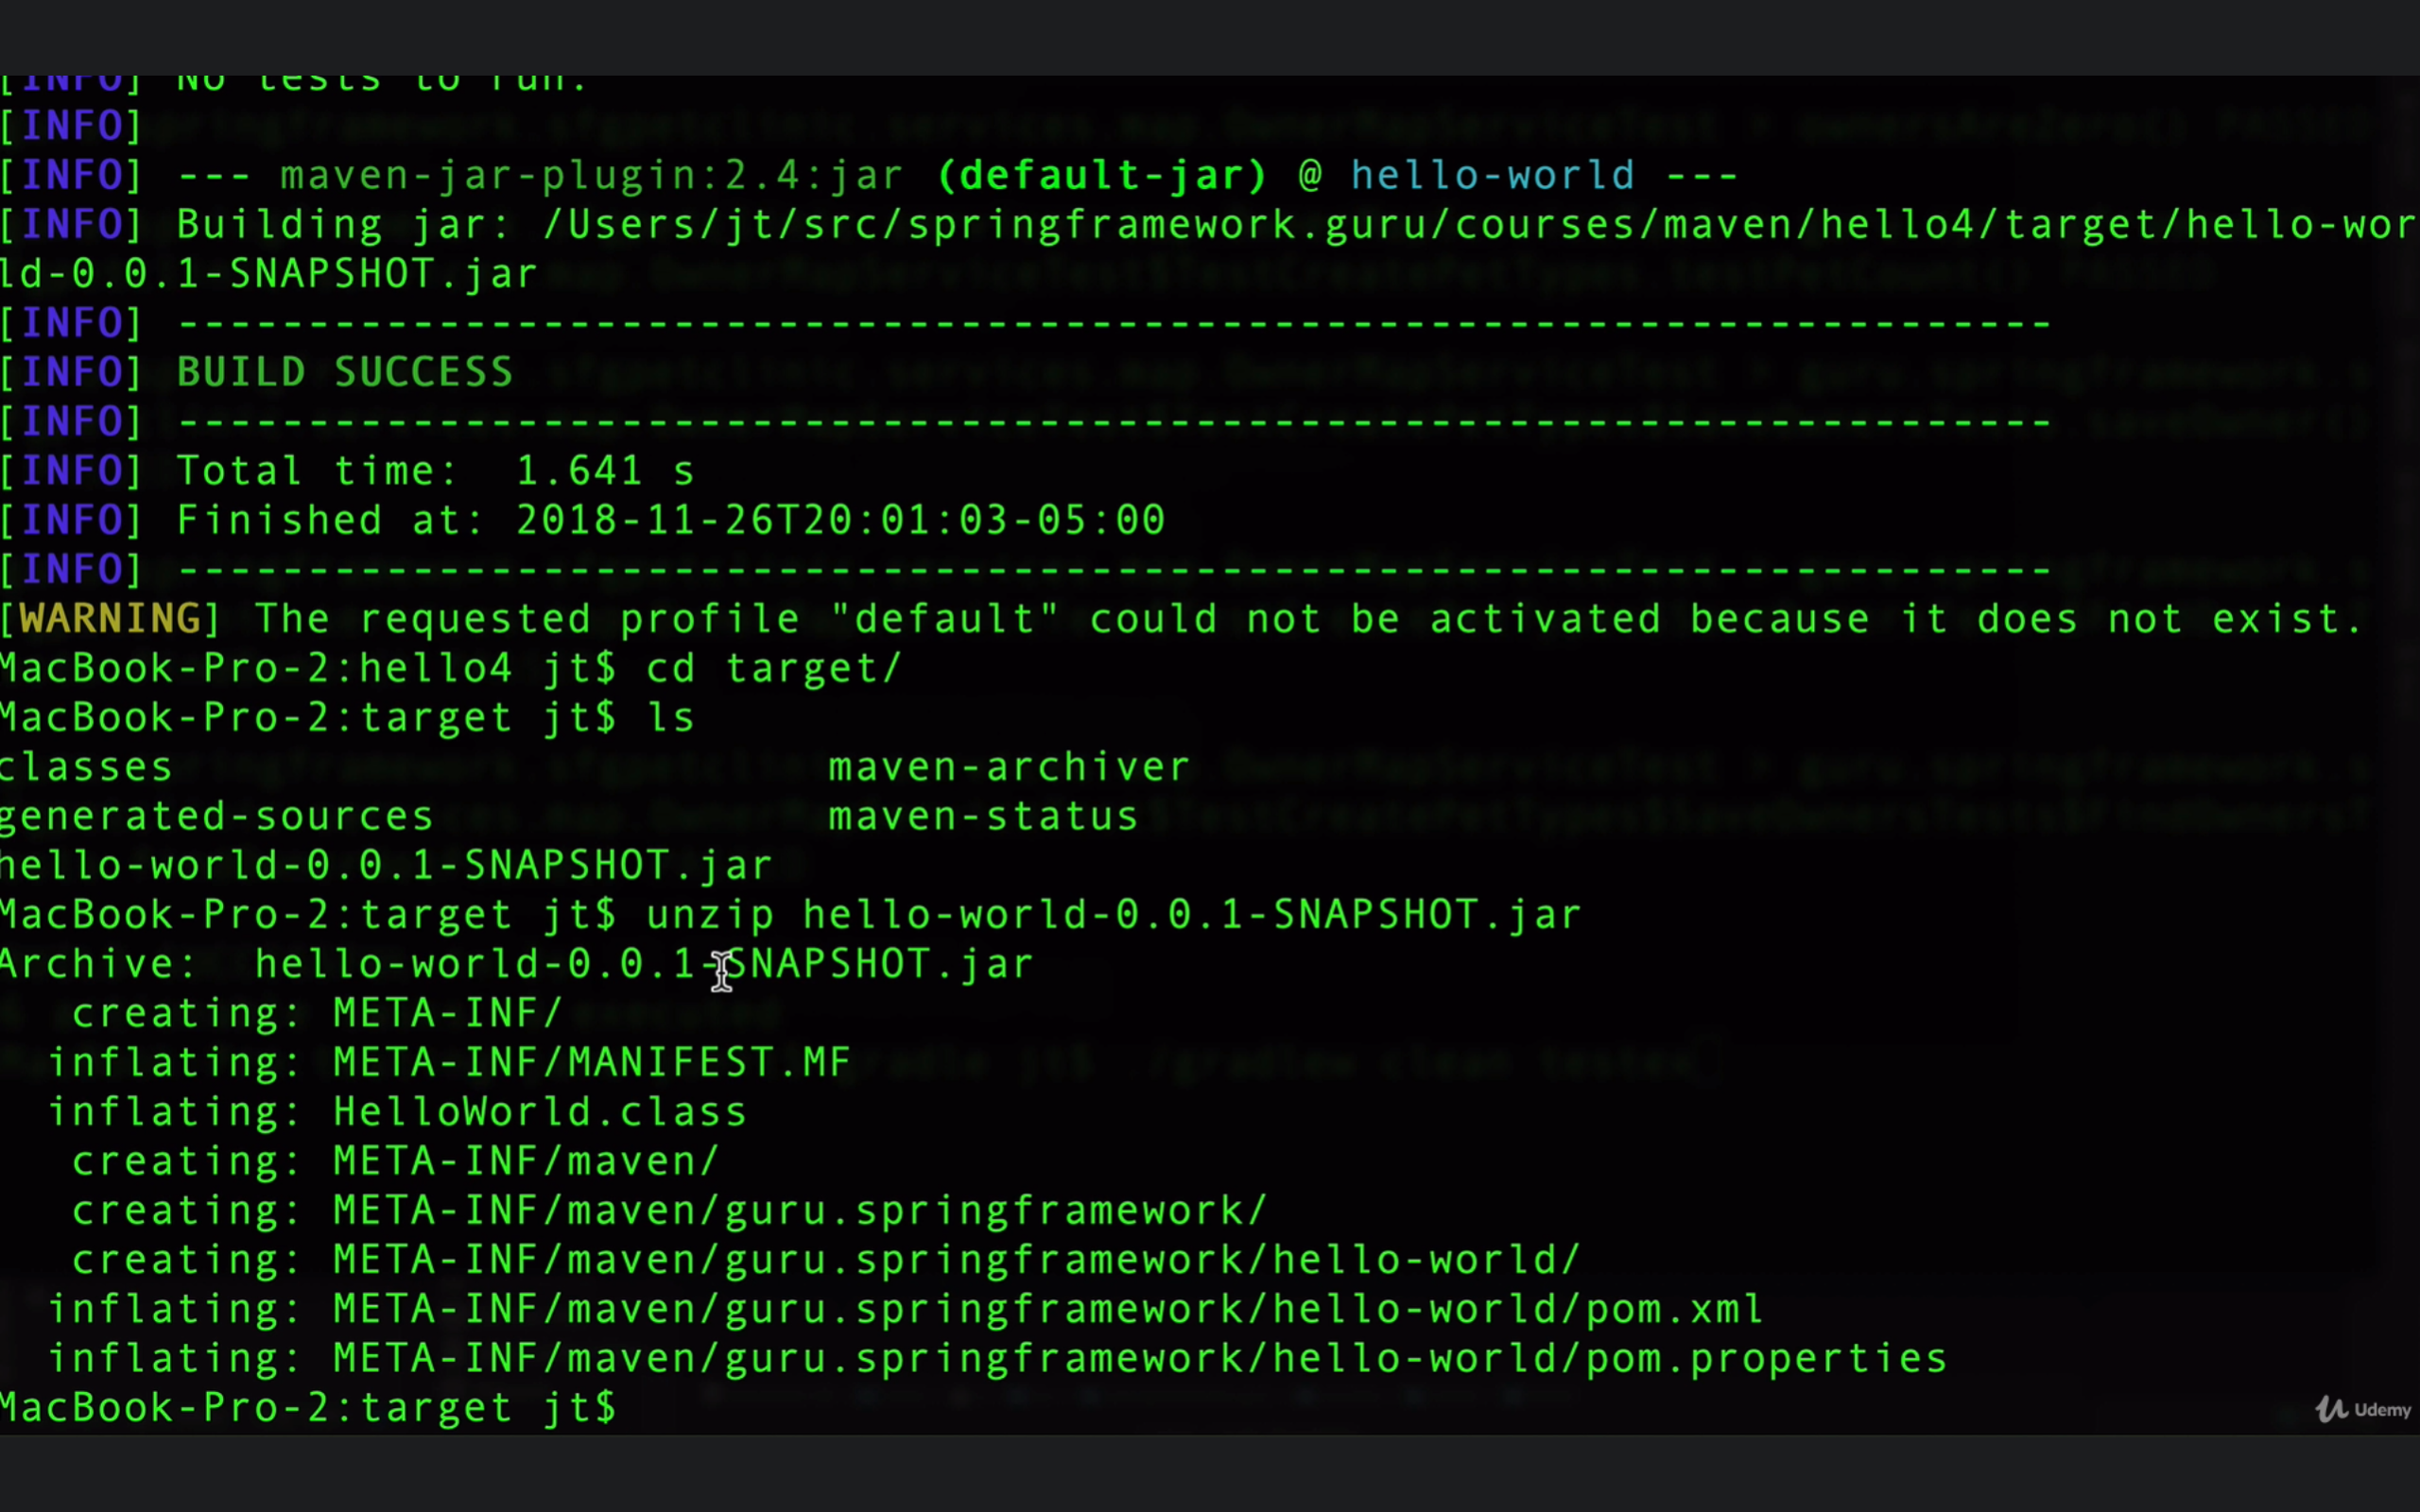 [INFO] No tests to run.
[INFO]
[INFO] --- maven-jar-plugin:2.4:jar (default-jar) @ hello-world ---
[INFO] Building jar: /Users/jt/src/springframework.guru/courses/maven/hello4/target/hello-wor
ld-0.0.1-SNAPSHOT.jar
[INFO] ------------------------------------------------------------------------
[INFO] BUILD SUCCESS
[INFO] ------------------------------------------------------------------------
[INFO] Total time:  1.641 s
[INFO] Finished at: 2018-11-26T20:01:03-05:00
[INFO] ------------------------------------------------------------------------
[WARNING] The requested profile "default" could not be activated because it does not exist.
MacBook-Pro-2:hello4 jt$ cd target/
MacBook-Pro-2:target jt$ ls
classes maven-archiver
generated-sources maven-status
hello-world-0.0.1-SNAPSHOT.jar
MacBook-Pro-2:target jt$ unzip hello-world-0.0.1-SNAPSHOT.jar
Archive:  hello-world-0.0.1-SNAPSHOT.jar
creating: META-INF/
inflating: META-INF/MANIFEST.MF
inflating: HelloWorld.class
creating: META-INF/maven/
creating: META-INF/maven/guru.springframework/
creating: META-INF/maven/guru.springframework/hello-world/
inflating: META-INF/maven/guru.springframework/hello-world/pom.xml
inflating: META-INF/maven/guru.springframework/hello-world/pom.properties
MacBook-Pro-2:target jt$
Udemy